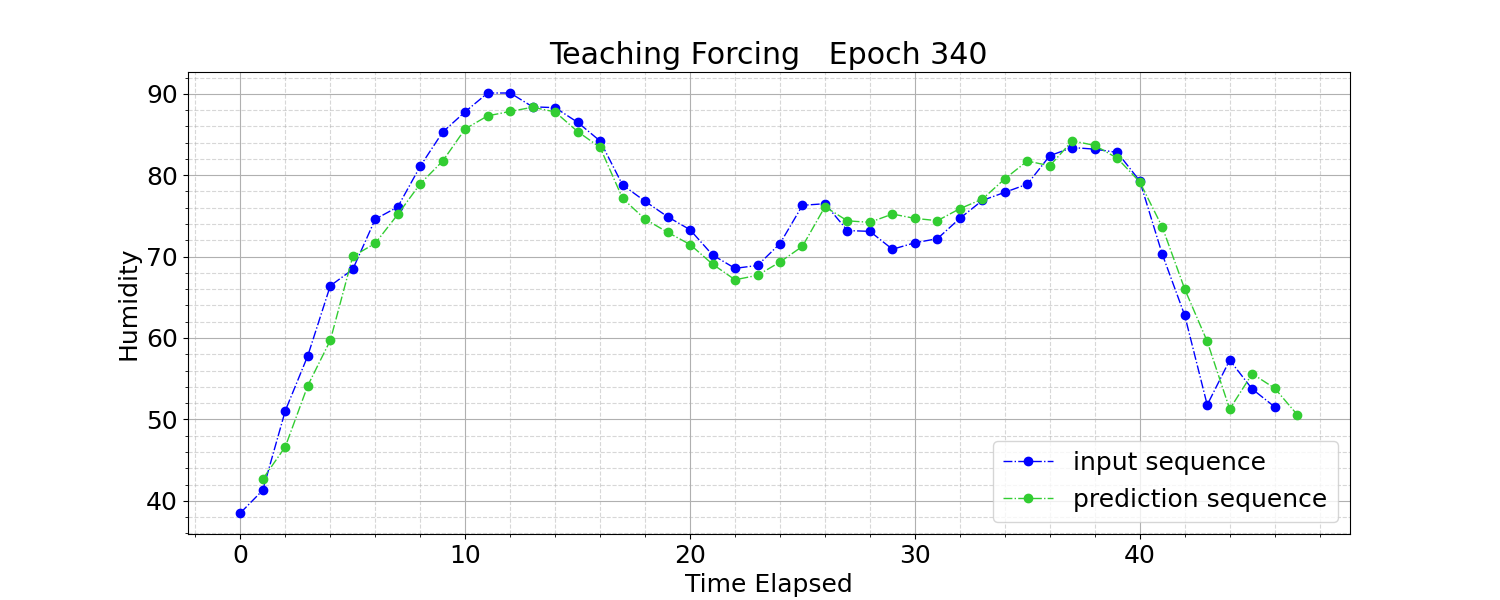 Teaching Forcing   Epoch 340
90
80
70
60
50
40
Humidity
0 10 20 30 40
Time Elapsed
input sequence
prediction sequence